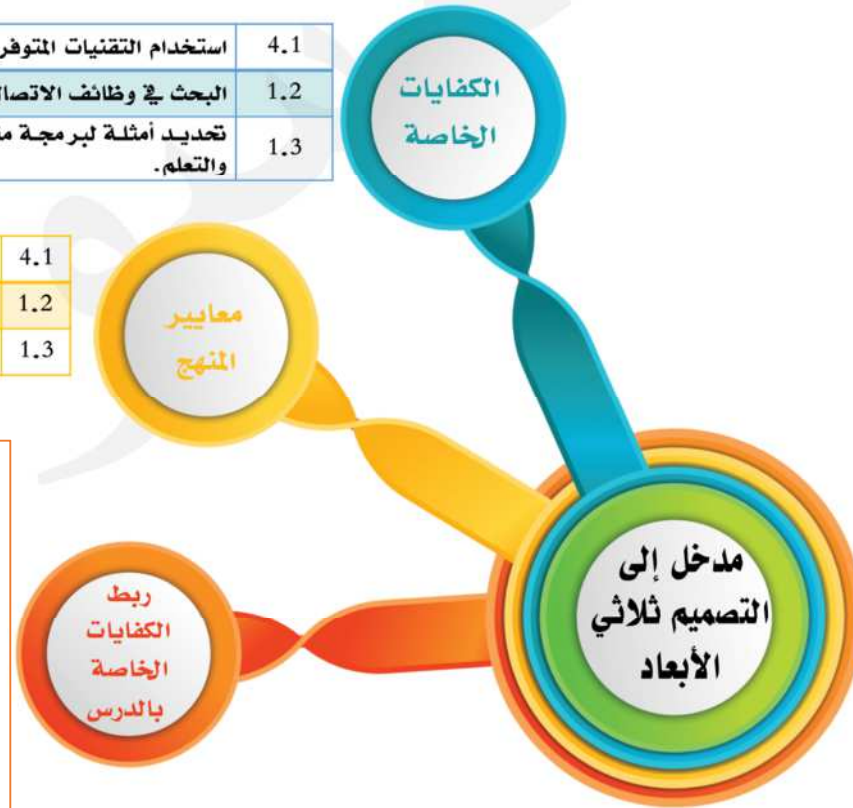 4.1 استخدام التقنيات المتوفر
1.2 البحث في وظائف
1.3 تحديد أمثلة لبرمجة
والتعلم.
الكفايات
الخاصة
4.1
1.2
1.3
معايير
المنهج
مدخل إلى
التصميم ثلاثي
الأبعاد
ربط
الكفايات
الخاصة
بالدرس